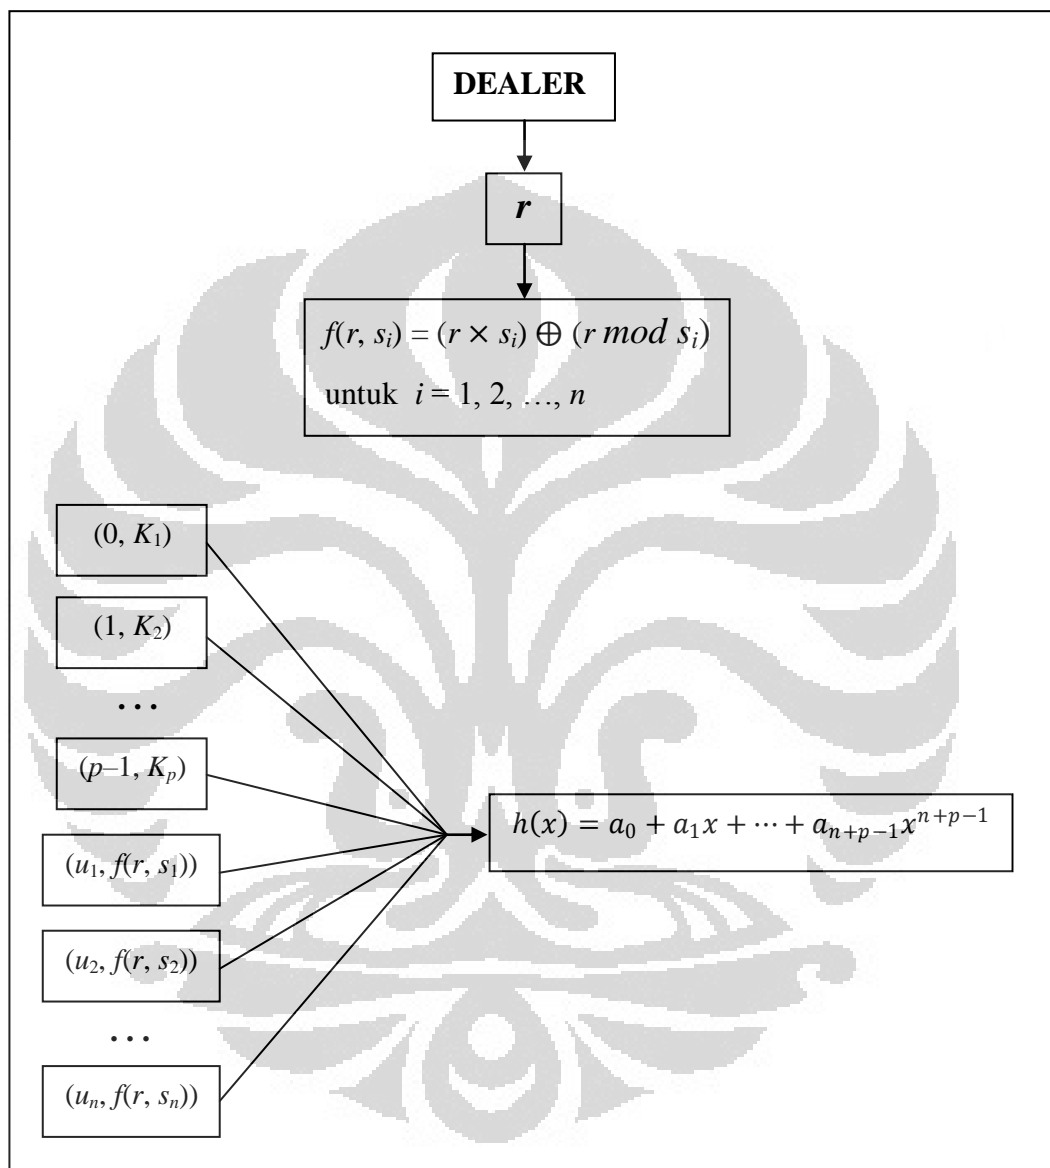 DEALER
r
f(r, sᵢ) = (r × sᵢ) ⊕ (r mod sᵢ)
untuk i = 1, 2, …, n
(0, K₁)
(1, K₂)
...
(p–1, Kₚ)
(u₁, f(r, s₁))
(u₂, f(r, s₂))
...
(uₙ, f(r, sₙ))
h(x) = a₀ + a₁x + ⋯ + aₙ₊ₚ₋₁xⁿ⁺ᵖ⁻¹